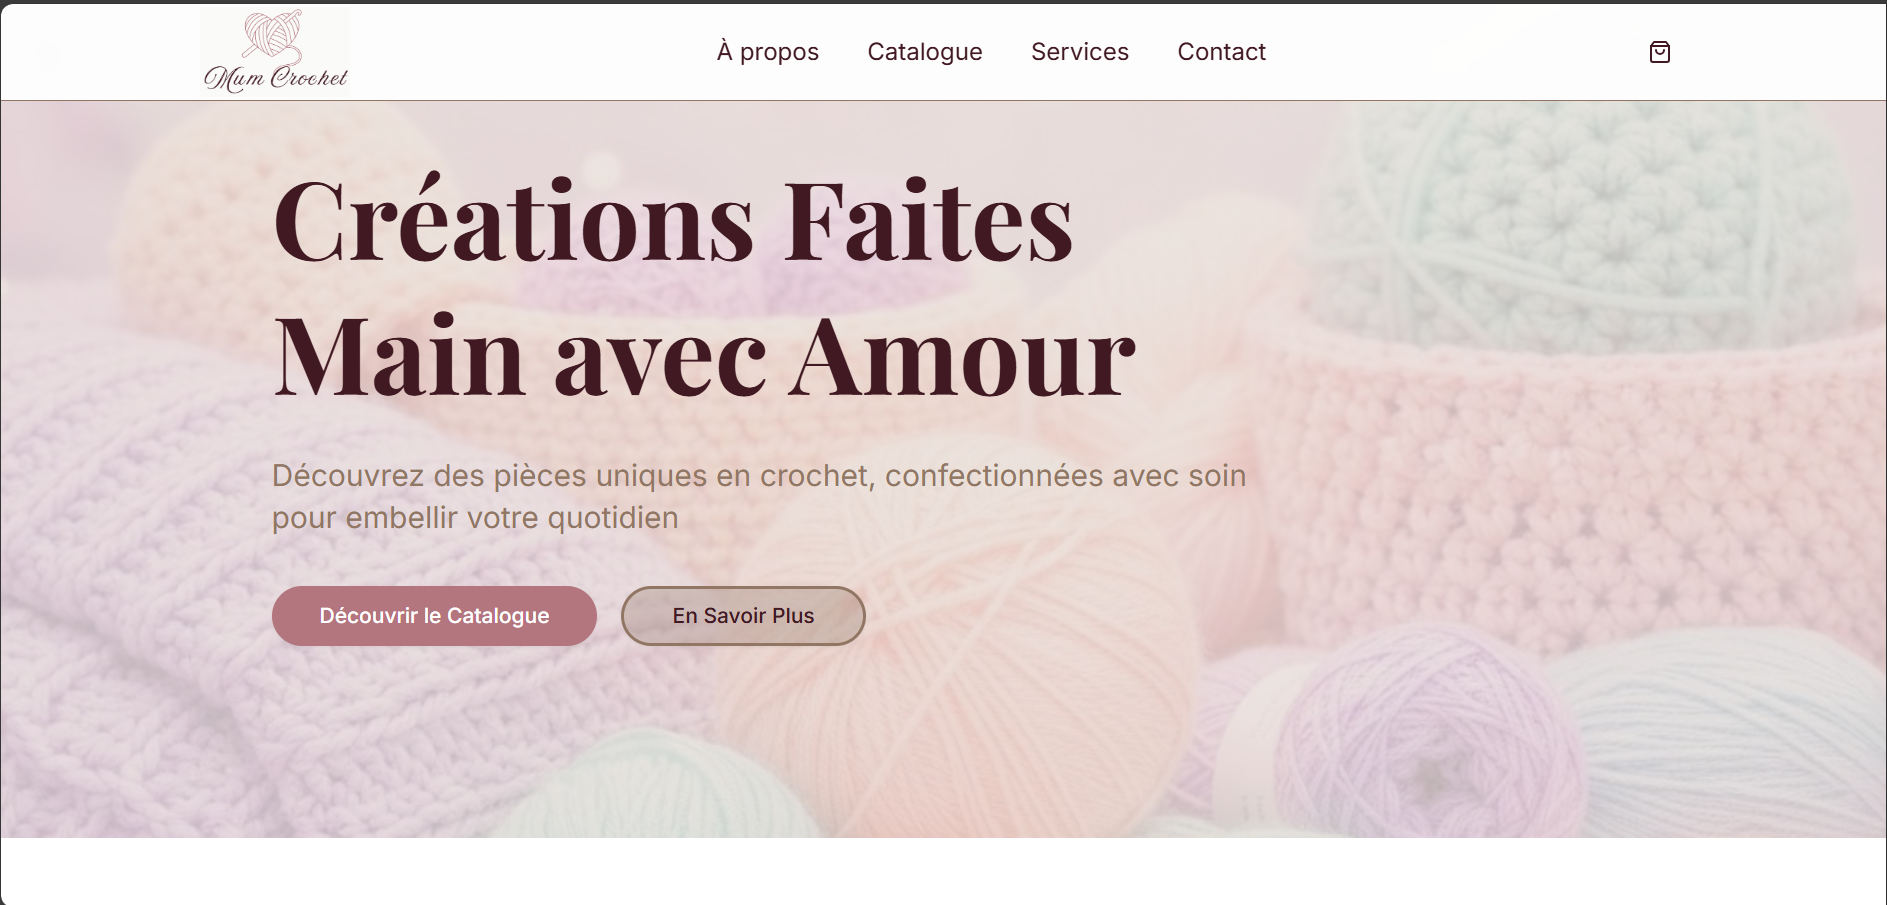 Mum Crochet
À propos
Catalogue
Services
Contact
Créations Faites
Main avec Amour
Découvrez des pièces uniques en crochet, confectionnées avec soin
pour embellir votre quotidien
Découvrir le Catalogue
En Savoir Plus